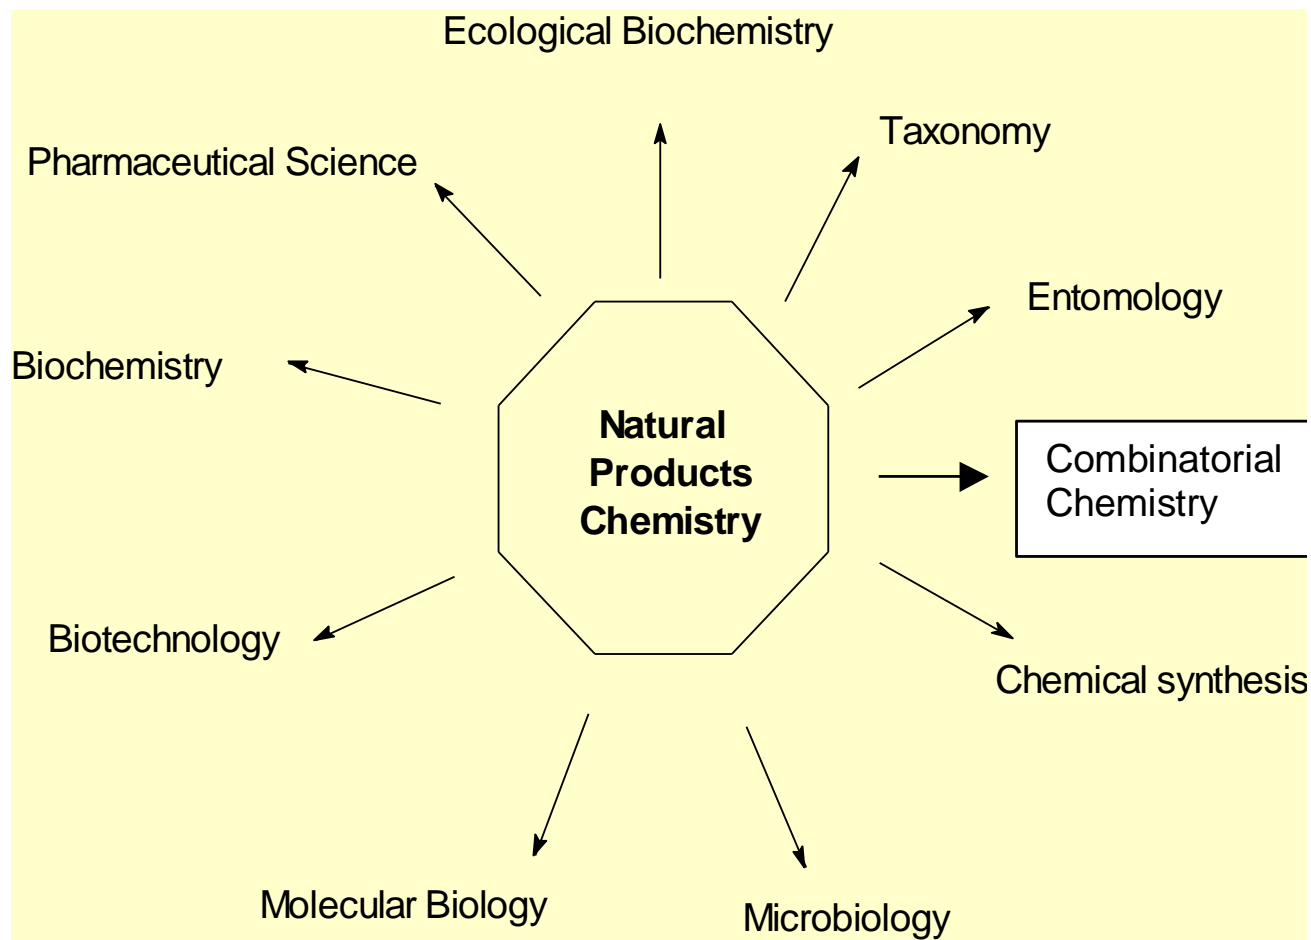 Ecological Biochemistry
Taxonomy
Pharmaceutical Science
Entomology
Biochemistry
Natural
Products
Chemistry
Combinatorial
Chemistry
Biotechnology
Chemical synthesis
Molecular Biology
Microbiology